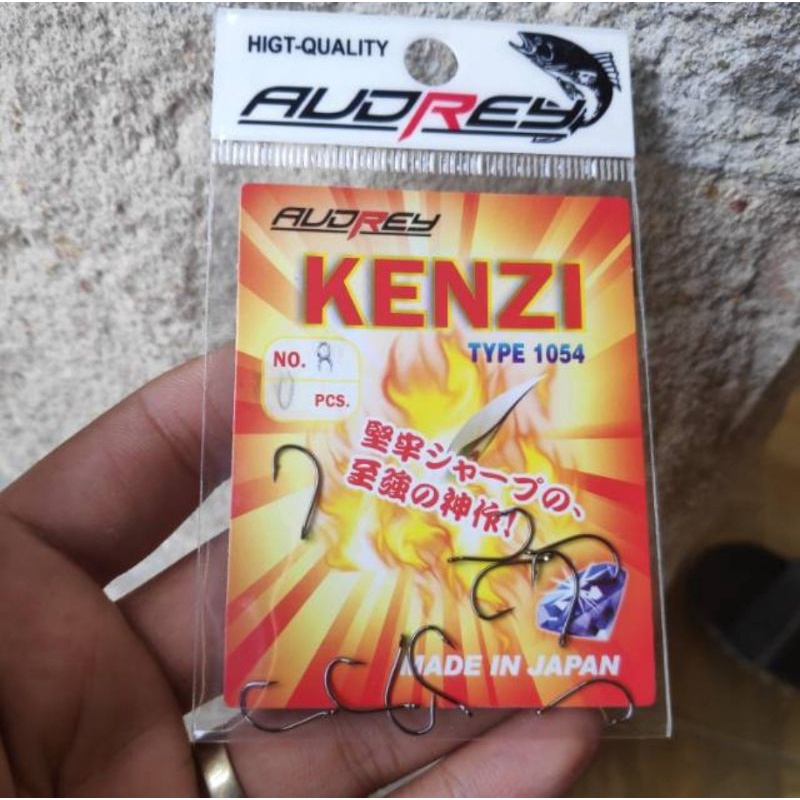 HIGT-QUALITY
AUDREY
AUDREY
KENZI
TYPE 1054
NO. 8
PCS.
堅牢シャープの、
至強の神作!
MADE IN JAPAN